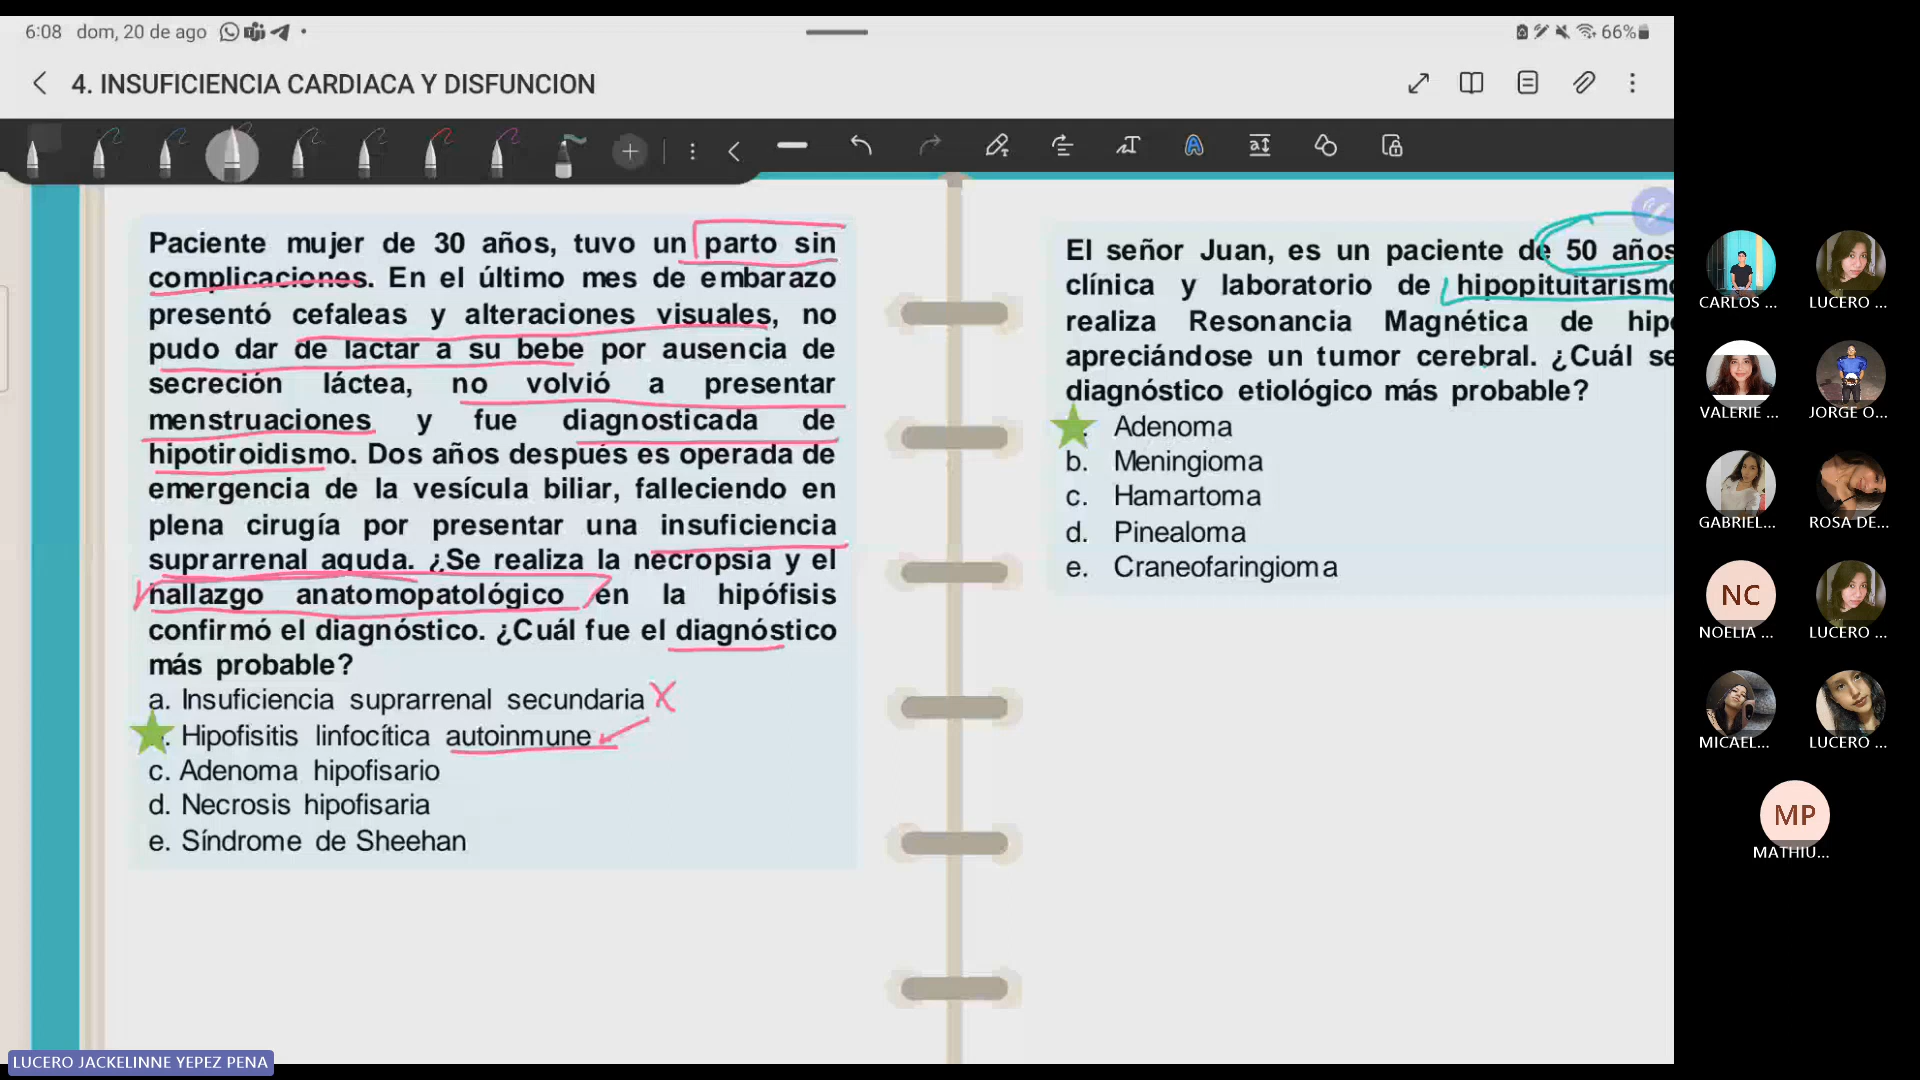 6:08 dom, 20 de ago
66%
4. INSUFICIENCIA CARDIACA Y DISFUNCION
Paciente mujer de 30 años, tuvo un parto sin
complicaciones. En el último mes de embarazo
presentó cefaleas y alteraciones visuales, no
pudo dar de lactar a su bebe por ausencia de
secreción láctea, no volvió a presentar
menstruaciones y fue diagnosticada de
hipotiroidismo. Dos años después es operada de
emergencia de la vesícula biliar, falleciendo en
plena cirugía por presentar una insuficiencia
suprarrenal aguda. ¿Se realiza la necropsia y el
hallazgo anatomopatológico en la hipófisis
confirmó el diagnóstico. ¿Cuál fue el diagnóstico
más probable?
a. Insuficiencia suprarrenal secundaria X
Hipofisitis linfocítica autoinmune
c. Adenoma hipofisario
d. Necrosis hipofisaria
e. Síndrome de Sheehan
El señor Juan, es un paciente de 50 años
clínica y laboratorio de hipopituitarismo
realiza Resonancia Magnética de hip
apreciándose un tumor cerebral. ¿Cuál se
diagnóstico etiológico más probable?
Adenoma
b. Meningioma
c. Hamartoma
d. Pinealoma
e. Craneofaringioma
CARLOS ... LUCERO ...
VALERIE ... JORGE O...
GABRIEL... ROSA DE...
NC
NOELIA ... LUCERO ...
MICAEL... LUCERO ...
MP
MATHIU...
LUCERO JACKELINNE YEPEZ PENA